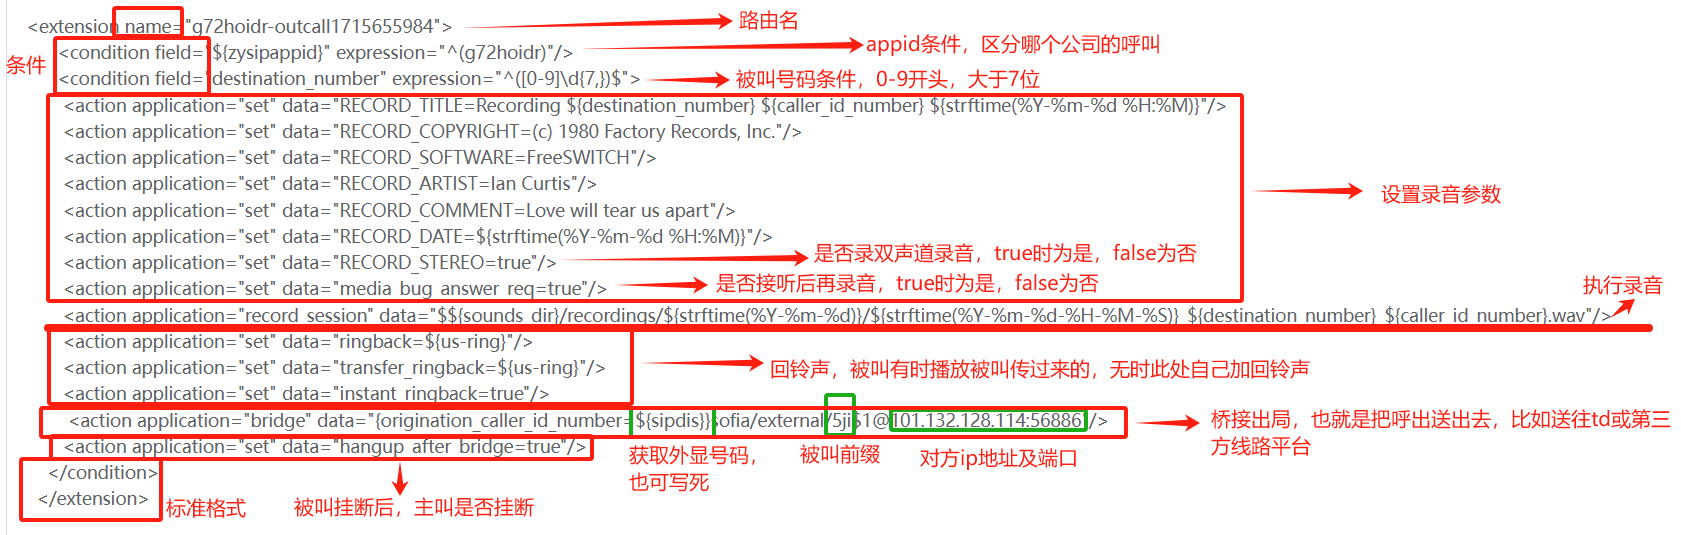 <extension name="g72hoidr-outcall1715655984">
路由名
<condition field="${zysipappid}" expression="^(g72hoidr)"/>
appid条件，区分哪个公司的呼叫
条件
<condition field="destination_number" expression="^([0-9]\d{7,})$">
被叫号码条件，0-9开头，大于7位
<action application="set" data="RECORD_TITLE=Recording ${destination_number} ${caller_id_number} ${strftime(%Y-%m-%d %H:%M)}"/>
<action application="set" data="RECORD_COPYRIGHT=(c) 1980 Factory Records, Inc."/>
<action application="set" data="RECORD_SOFTWARE=FreeSWITCH"/>
<action application="set" data="RECORD_ARTIST=Ian Curtis"/>
设置录音参数
<action application="set" data="RECORD_COMMENT=Love will tear us apart"/>
<action application="set" data="RECORD_DATE=${strftime(%Y-%m-%d %H:%M)}"/>
<action application="set" data="RECORD_STEREO=true"/>
是否录双声道录音，true时为是，false为否
<action application="set" data="media_bug_answer_req=true"/>
是否接听后再录音，true时为是，false为否
执行录音
<action application="record_session" data="$${sounds_dir}/recordings/${strftime(%Y-%m-%d)}/${strftime(%Y-%m-%d-%H-%M-%S)}_${destination_number}_${caller_id_number}.wav"/>
<action application="set" data="ringback=${us-ring}"/>
<action application="set" data="transfer_ringback=${us-ring}"/>
回铃声，被叫有时播放被叫传过来的，无时此处自己加回铃声
<action application="set" data="instant_ringback=true"/>
<action application="bridge" data="{origination_caller_id_number=${sipdis}}sofia/external/5ji$1@101.132.128.114:56886"/>
桥接出局，也就是把呼出送出去，比如送往td或第三
方线路平台
<action application="set" data="hangup_after_bridge=true"/>
获取外显号码，
也可写死
被叫前缀
对方ip地址及端口
</condition>
</extension>
标准格式
被叫挂断后，主叫是否挂断